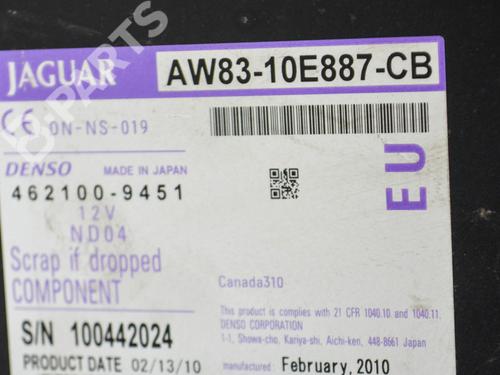 JAGUAR
AW83-10E887-CB
B-PARTS
CE ON-NS-019
DENSO MADE IN JAPAN
462100-9451
12V
ND04
EU
Scrap if dropped
COMPONENT
Canada310
This product is complies with 21 CFR 1040.10 and 1040.11.
DENSO CORPORATION
1-1, Showa-cho, Kariya-shi, Aichi-ken, 448-8661 Japan
S/N 100442024
PRODUCT DATE 02/13/10
manufactured: February, 2010